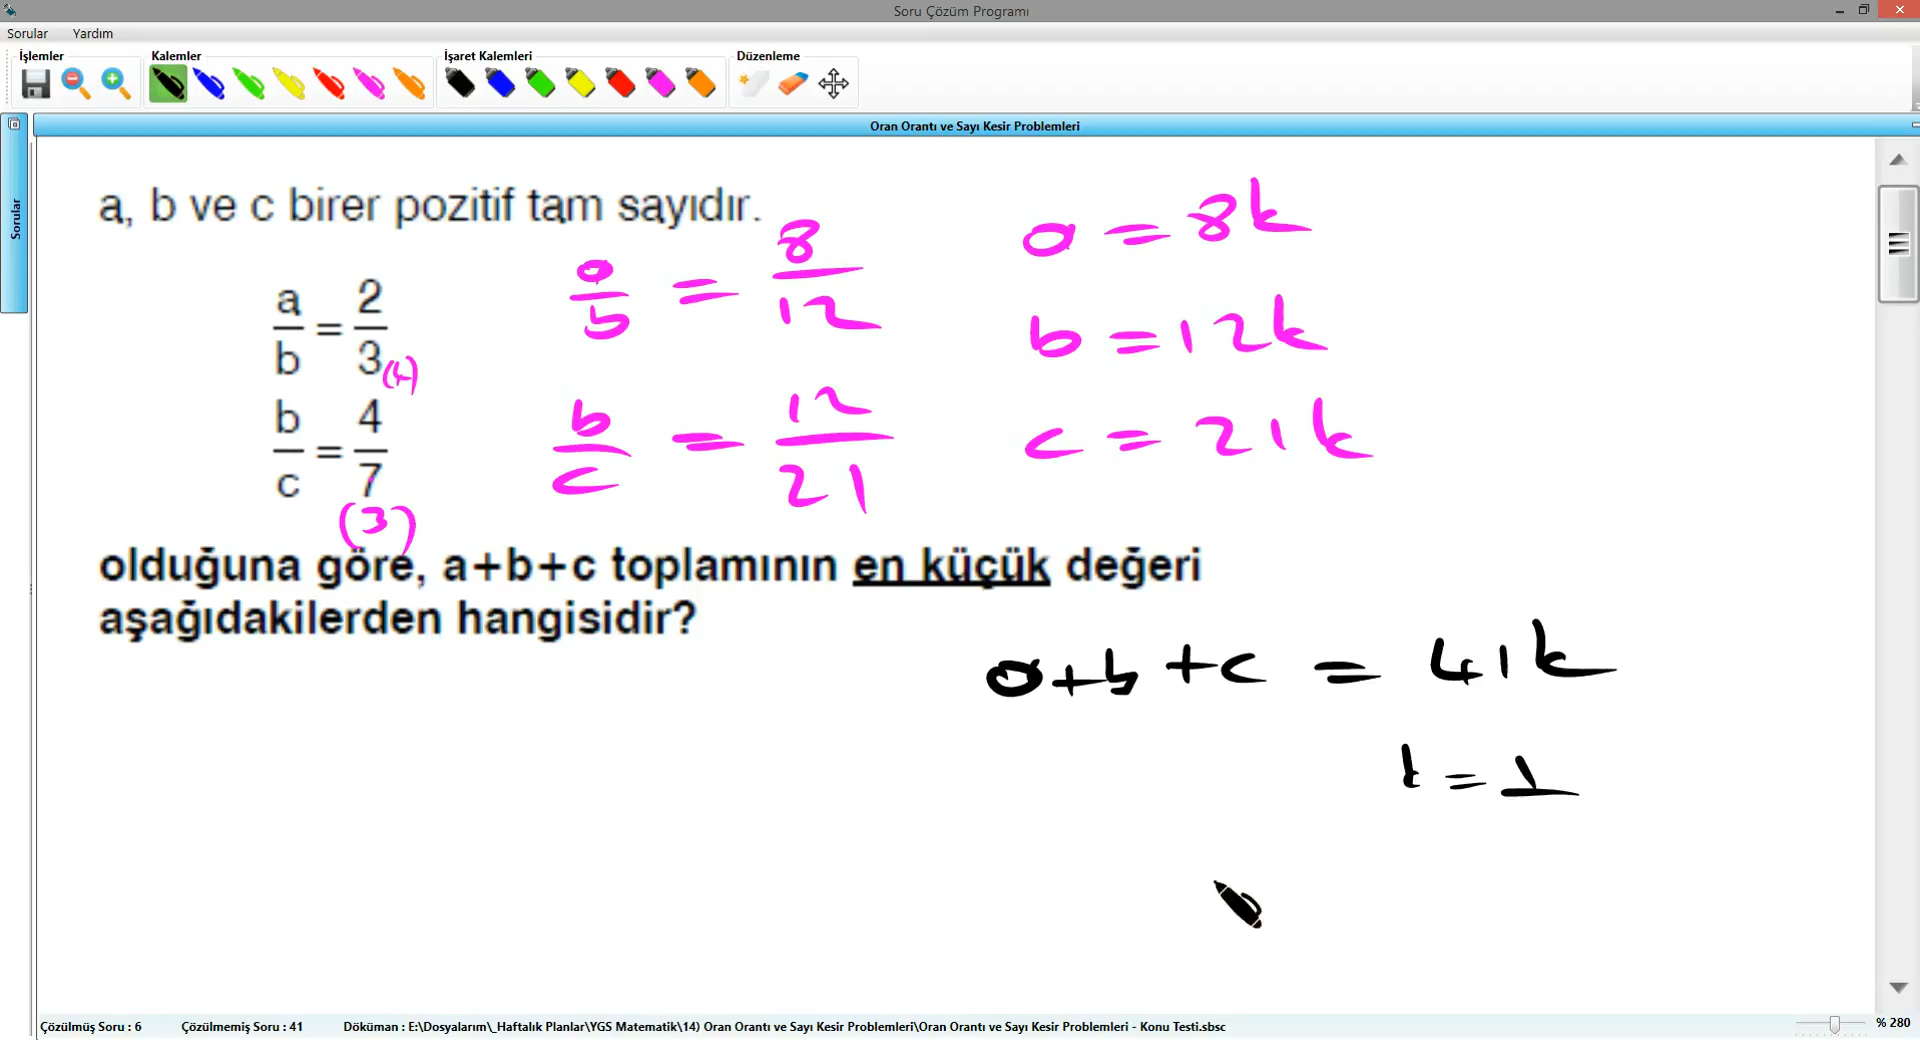 Soru Çözüm Programı
Sorular Yardım
İşlemler Kalemler İşaret Kalemleri Düzenleme
Oran Orantı ve Sayı Kesir Problemleri
Sorular
a, b ve c birer pozitif tam sayıdır.
a/b = 2/3 (4)
b/c = 4/7 (3)
a/b = 8/12
b/c = 12/21
a = 8k
b = 12k
c = 21k
olduğuna göre, a+b+c toplamının en küçük değeri
aşağıdakilerden hangisidir?
a+b+c = 41k
k = 1
Çözülmüş Soru : 6 Çözülmemiş Soru : 41 Döküman : E:\Dosyalarım\_Haftalık Planlar\YGS Matematik\14) Oran Orantı ve Sayı Kesir Problemleri\Oran Orantı ve Sayı Kesir Problemleri - Konu Testi.sbsc % 280